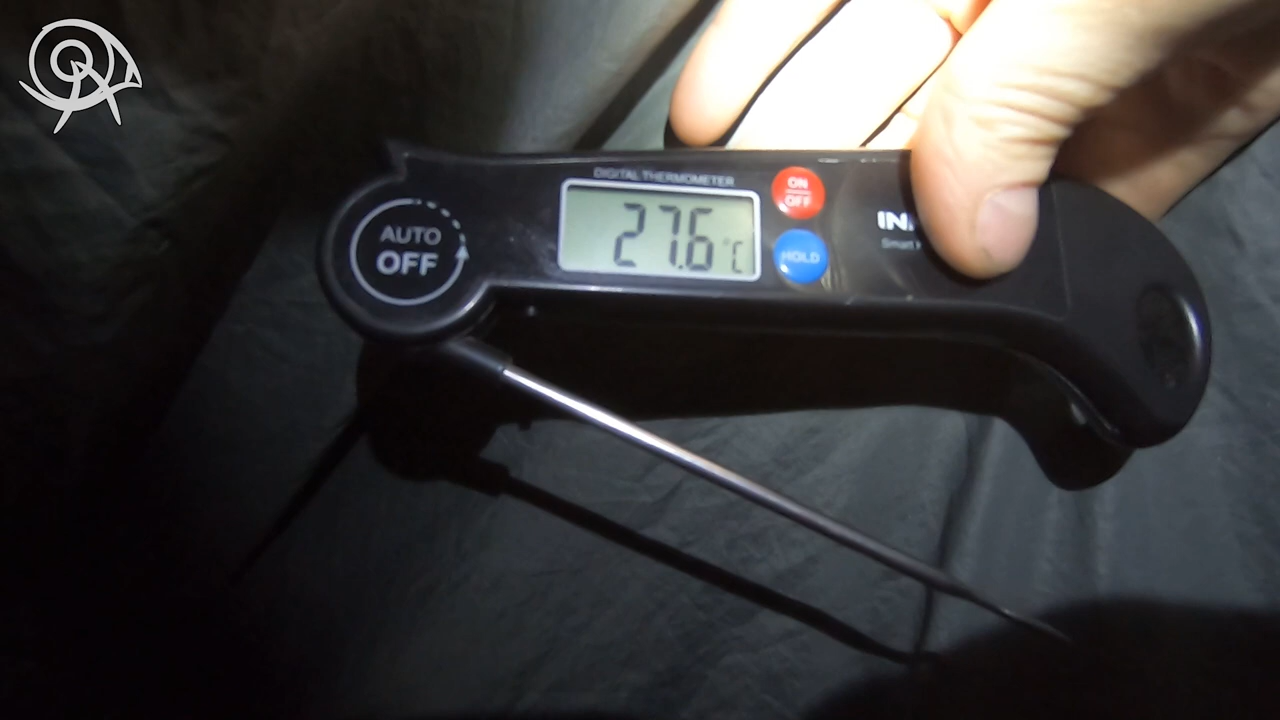 DIGITAL THERMOMETER
AUTO
OFF
27.6 °C
ON
OFF
HOLD